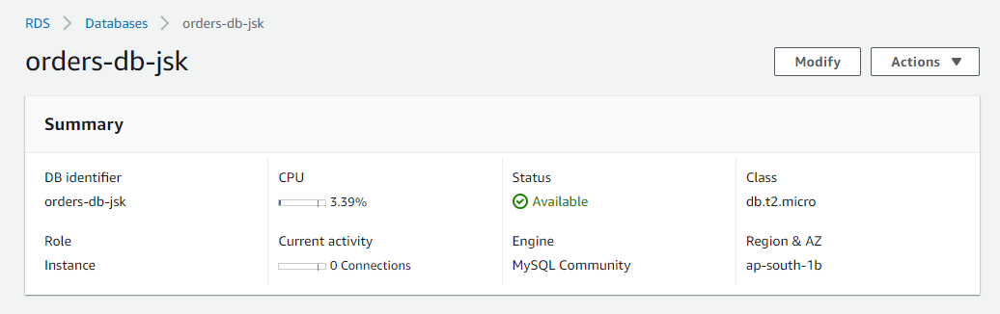 RDS > Databases > orders-db-jsk
orders-db-jsk
Modify
Actions
Summary
DB identifier
orders-db-jsk
CPU
3.39%
Status
Available
Class
db.t2.micro
Role
Instance
Current activity
0 Connections
Engine
MySQL Community
Region & AZ
ap-south-1b